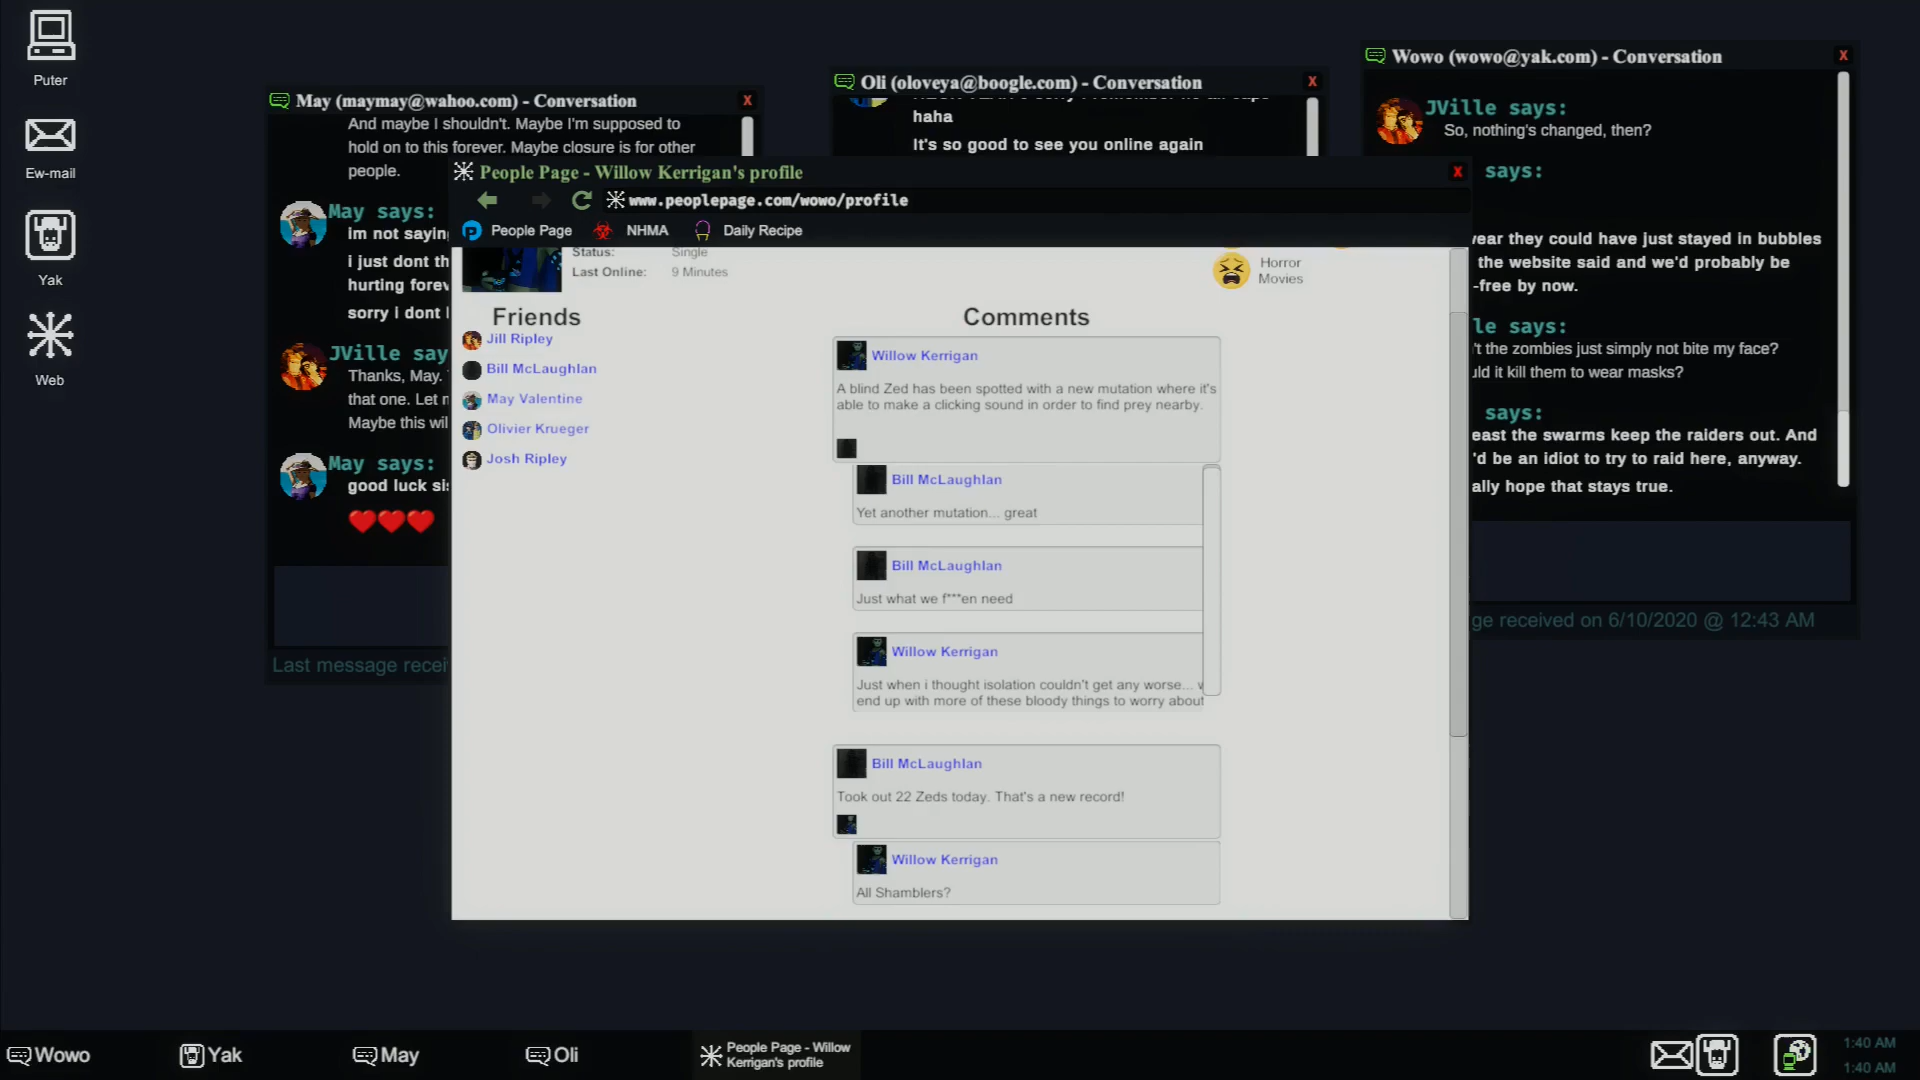 Puter
Ew-mail
Yak
Web
May (maymay@wahoo.com) - Conversation
X
And maybe I shouldn't. Maybe I'm supposed to
hold on to this forever. Maybe closure is for other
people.
May says:
im not saying
i just dont th
hurting forev
sorry i dont
JVille say
Thanks, May.
that one. Let
Maybe this wil
May says:
good luck sis
Last message recei
Oli (oloveya@boogle.com) - Conversation
X
haha
It's so good to see you online again
Wowo (wowo@yak.com) - Conversation
X
JVille says:
So, nothing's changed, then?
says:
ear they could have just stayed in bubbles
the website said and we'd probably be
-free by now.
le says:
't the zombies just simply not bite my face?
ld it kill them to wear masks?
says:
east the swarms keep the raiders out. And
'd be an idiot to try to raid here, anyway.
ally hope that stays true.
ge received on 6/10/2020 @ 12:43 AM
People Page - Willow Kerrigan's profile
X
www.peoplepage.com/wowo/profile
People Page
NHMA
Daily Recipe
Status: Single
Last Online: 9 Minutes
Horror
Movies
Friends
Jill Ripley
Bill McLaughlan
May Valentine
Olivier Krueger
Josh Ripley
Comments
Willow Kerrigan
A blind Zed has been spotted with a new mutation where it's
able to make a clicking sound in order to find prey nearby.
Bill McLaughlan
Yet another mutation... great
Bill McLaughlan
Just what we f***en need
Willow Kerrigan
Just when i thought isolation couldn't get any worse... w
end up with more of these bloody things to worry about
Bill McLaughlan
Took out 22 Zeds today. That's a new record!
Willow Kerrigan
All Shamblers?
Wowo
Yak
May
Oli
People Page - Willow
Kerrigan's profile
1:40 AM
1:40 AM